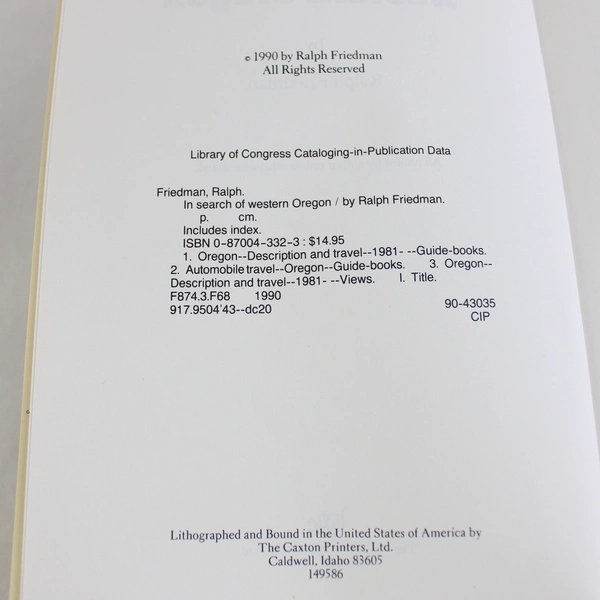 © 1990 by Ralph Friedman
All Rights Reserved
Library of Congress Cataloging-in-Publication Data
Friedman, Ralph.
In search of western Oregon / by Ralph Friedman.
p. cm.
Includes index.
ISBN 0-87004-332-3 : $14.95
1. Oregon--Description and travel--1981- --Guide-books.
2. Automobile travel--Oregon--Guide-books. 3. Oregon--
Description and travel--1981- --Views. I. Title.
F874.3.F68 1990
917.9504'43--dc20 90-43035
CIP
Lithographed and Bound in the United States of America by
The Caxton Printers, Ltd.
Caldwell, Idaho 83605
149586